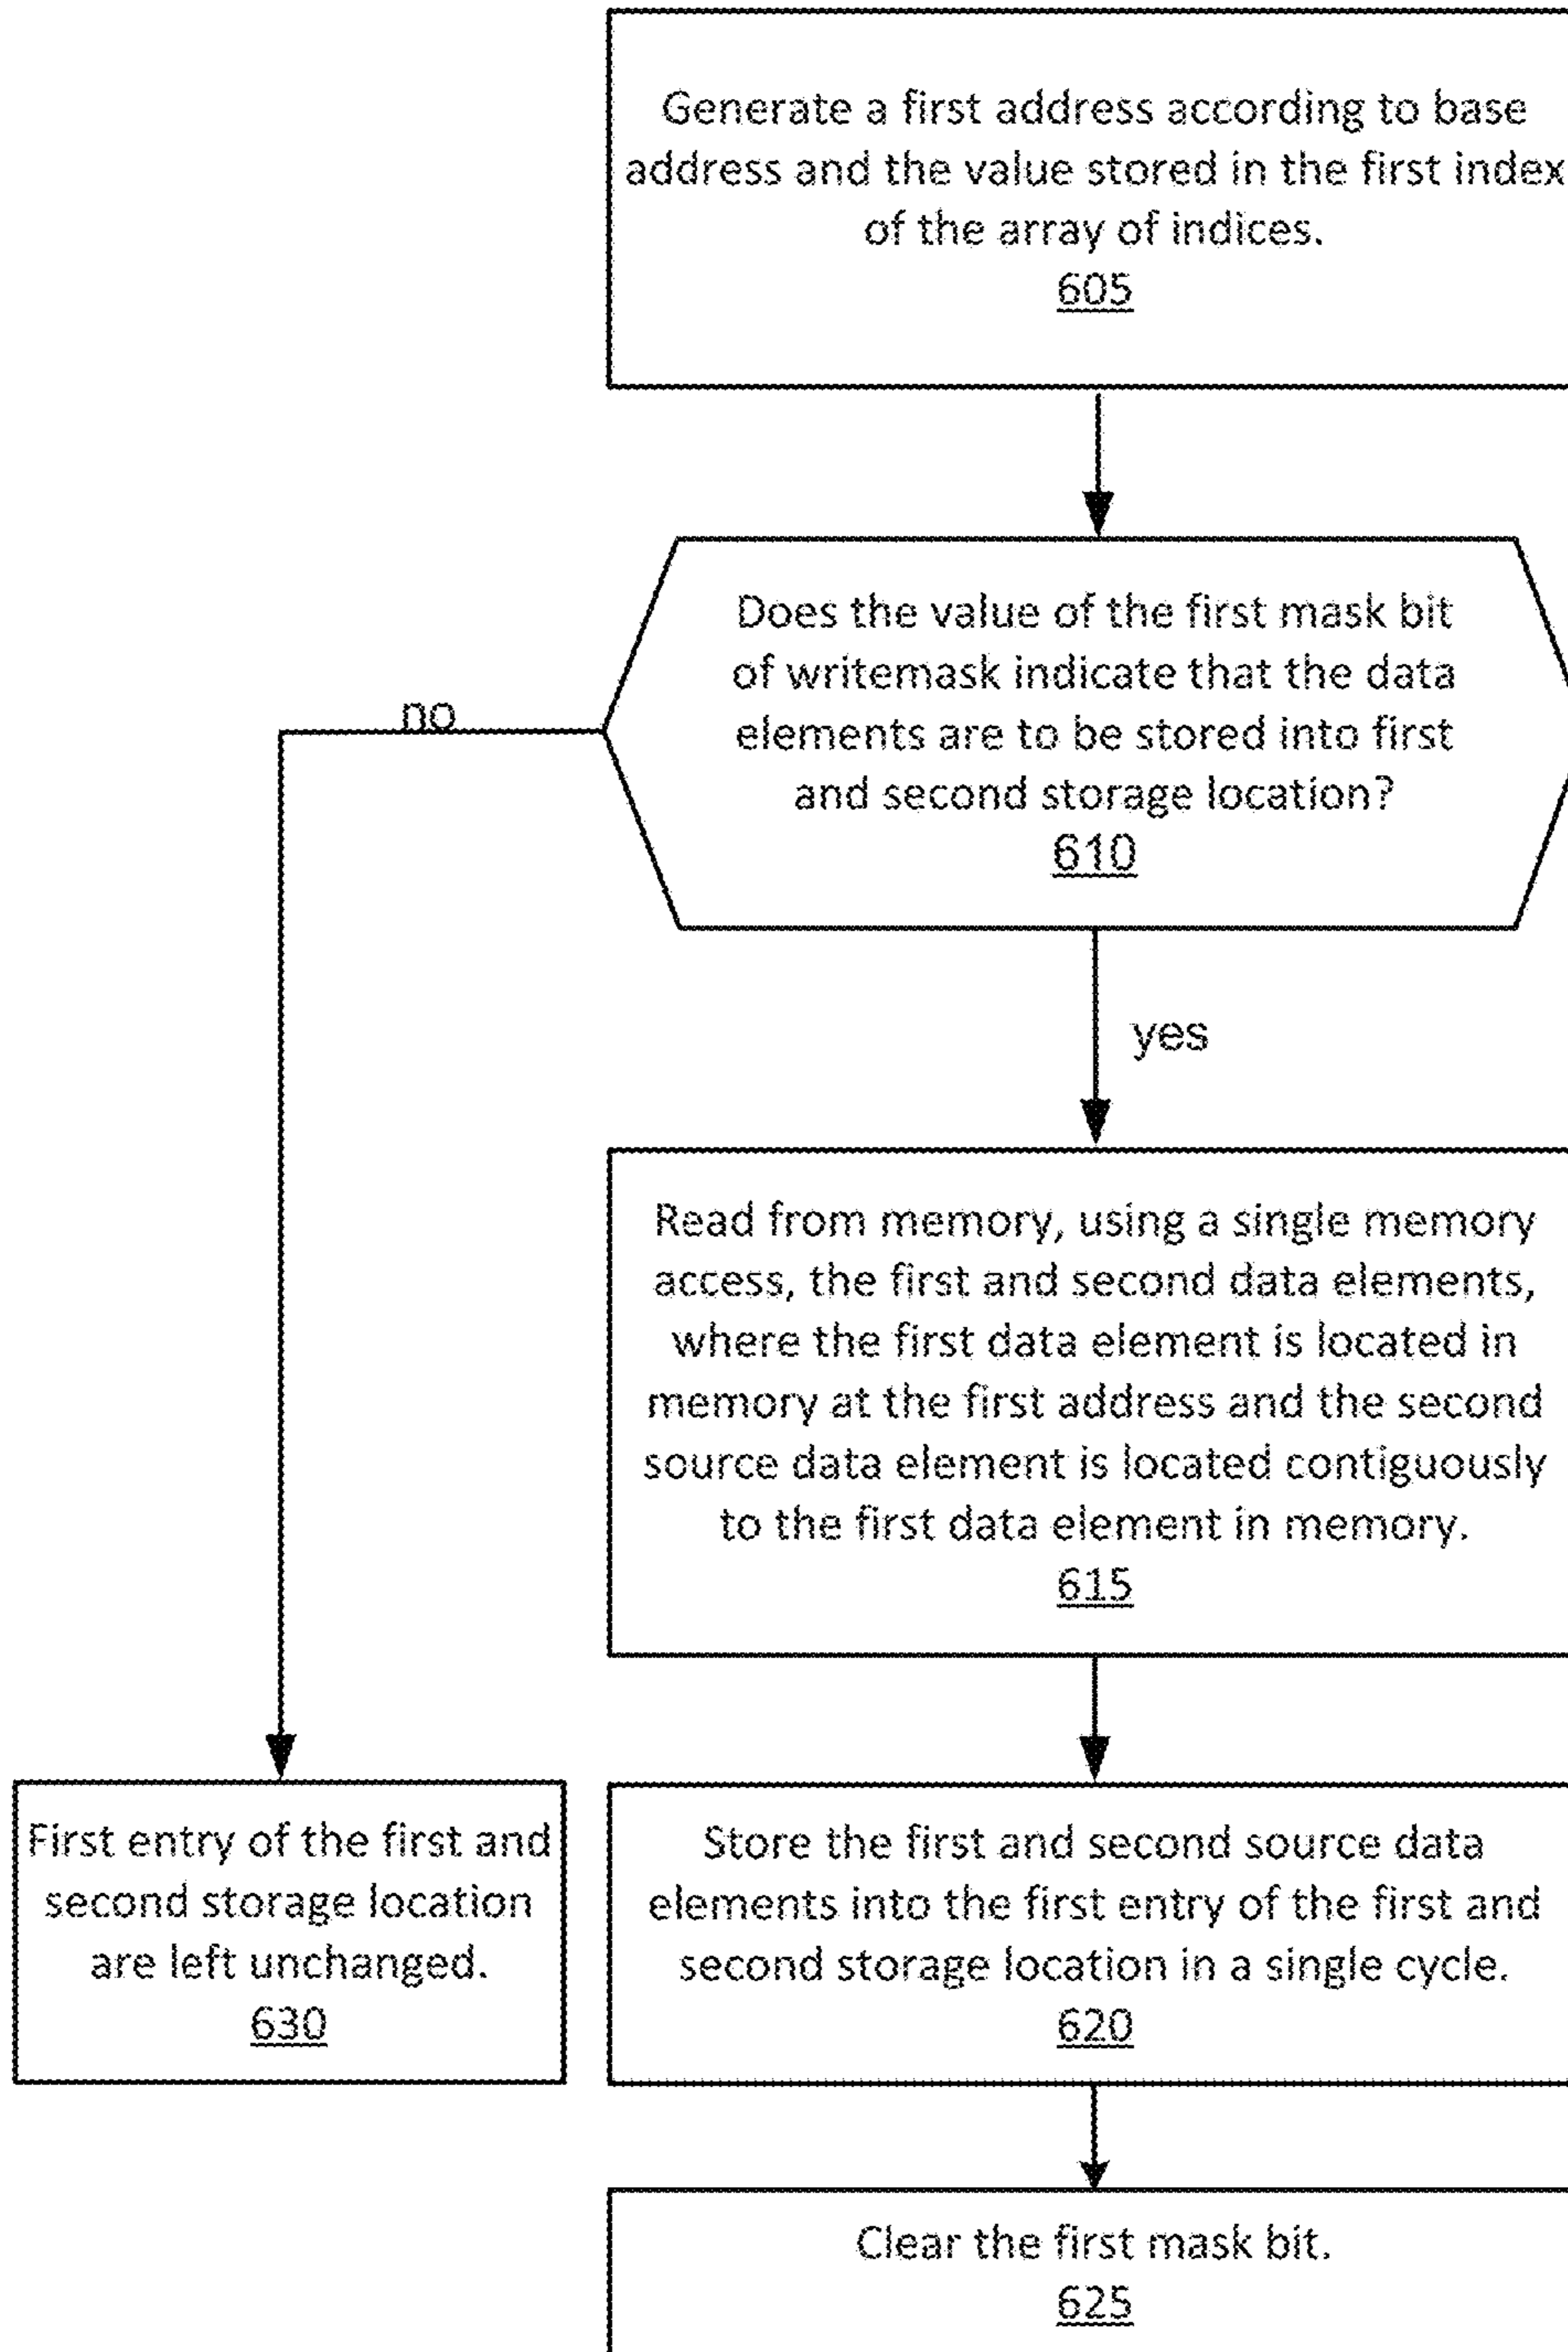 Generate a first address according to base
address and the value stored in the first index
of the array of indices.
605
Does the value of the first mask bit
of writemask indicate that the data
elements are to be stored into first
and second storage location?
610
no
yes
Read from memory, using a single memory
access, the first and second data elements,
where the first data element is located in
memory at the first address and the second
source data element is located contiguously
to the first data element in memory.
615
First entry of the first and
second storage location
are left unchanged.
630
Store the first and second source data
elements into the first entry of the first and
second storage location in a single cycle.
620
Clear the first mask bit.
625